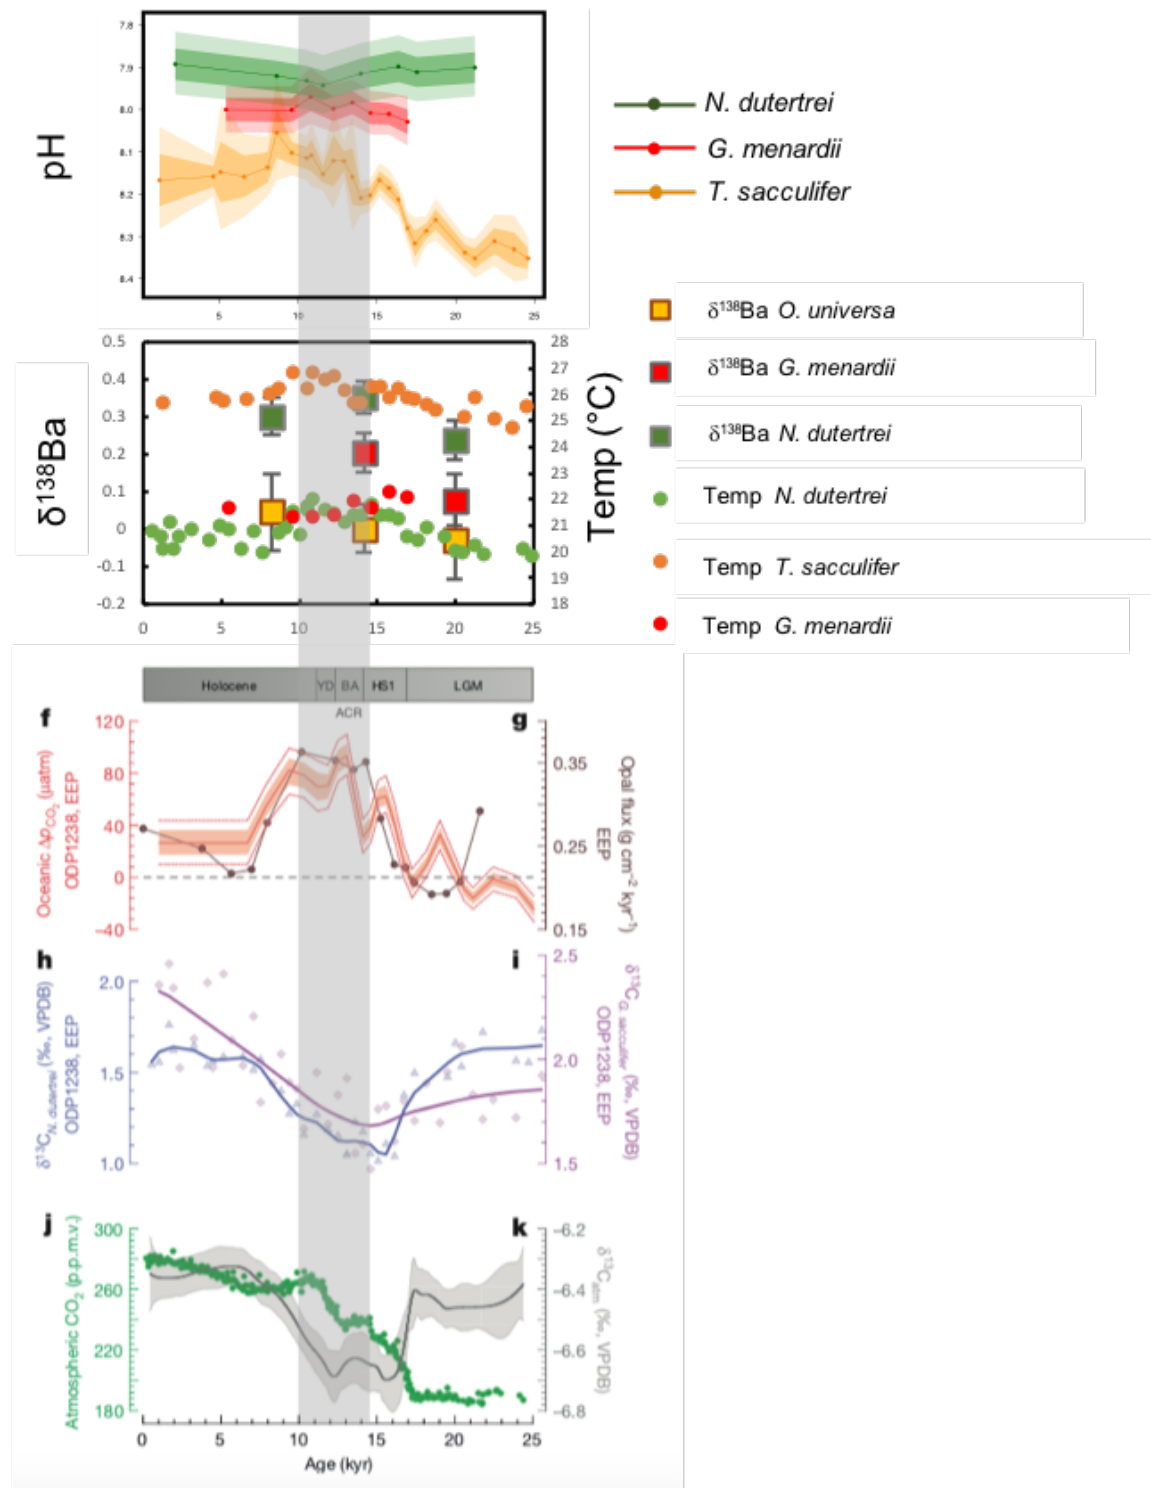 7.8
7.9
8.0
8.1
8.2
8.3
8.4
pH
5
10
15
20
25
N. dutertrei
G. menardii
T. sacculifer
δ¹³⁸Ba O. universa
δ¹³⁸Ba G. menardii
δ¹³⁸Ba N. dutertrei
Temp N. dutertrei
Temp T. sacculifer
Temp G. menardii
0.5
0.4
0.3
0.2
0.1
0
-0.1
-0.2
δ¹³⁸Ba
28
27
26
25
24
23
22
21
20
19
18
Temp (°C)
0
5
10
15
20
25
Holocene
YD
BA
HS1
LGM
ACR
f
120
80
40
0
–40
Oceanic ΔpCO₂ (μatm)
ODP1238, EEP
g
0.35
0.25
0.15
Opal flux (g cm⁻² kyr⁻¹)
EEP
h
2.0
1.5
1.0
δ¹³C N. dutertrei (‰, VPDB)
ODP1238, EEP
i
2.5
2.0
1.5
δ¹³C G. sacculifer (‰, VPDB)
ODP1238, EEP
j
300
260
220
180
Atmospheric CO₂ (p.p.m.v.)
k
–6.2
–6.4
–6.6
–6.8
δ¹³Catm (‰, VPDB)
0
5
10
15
20
25
Age (kyr)